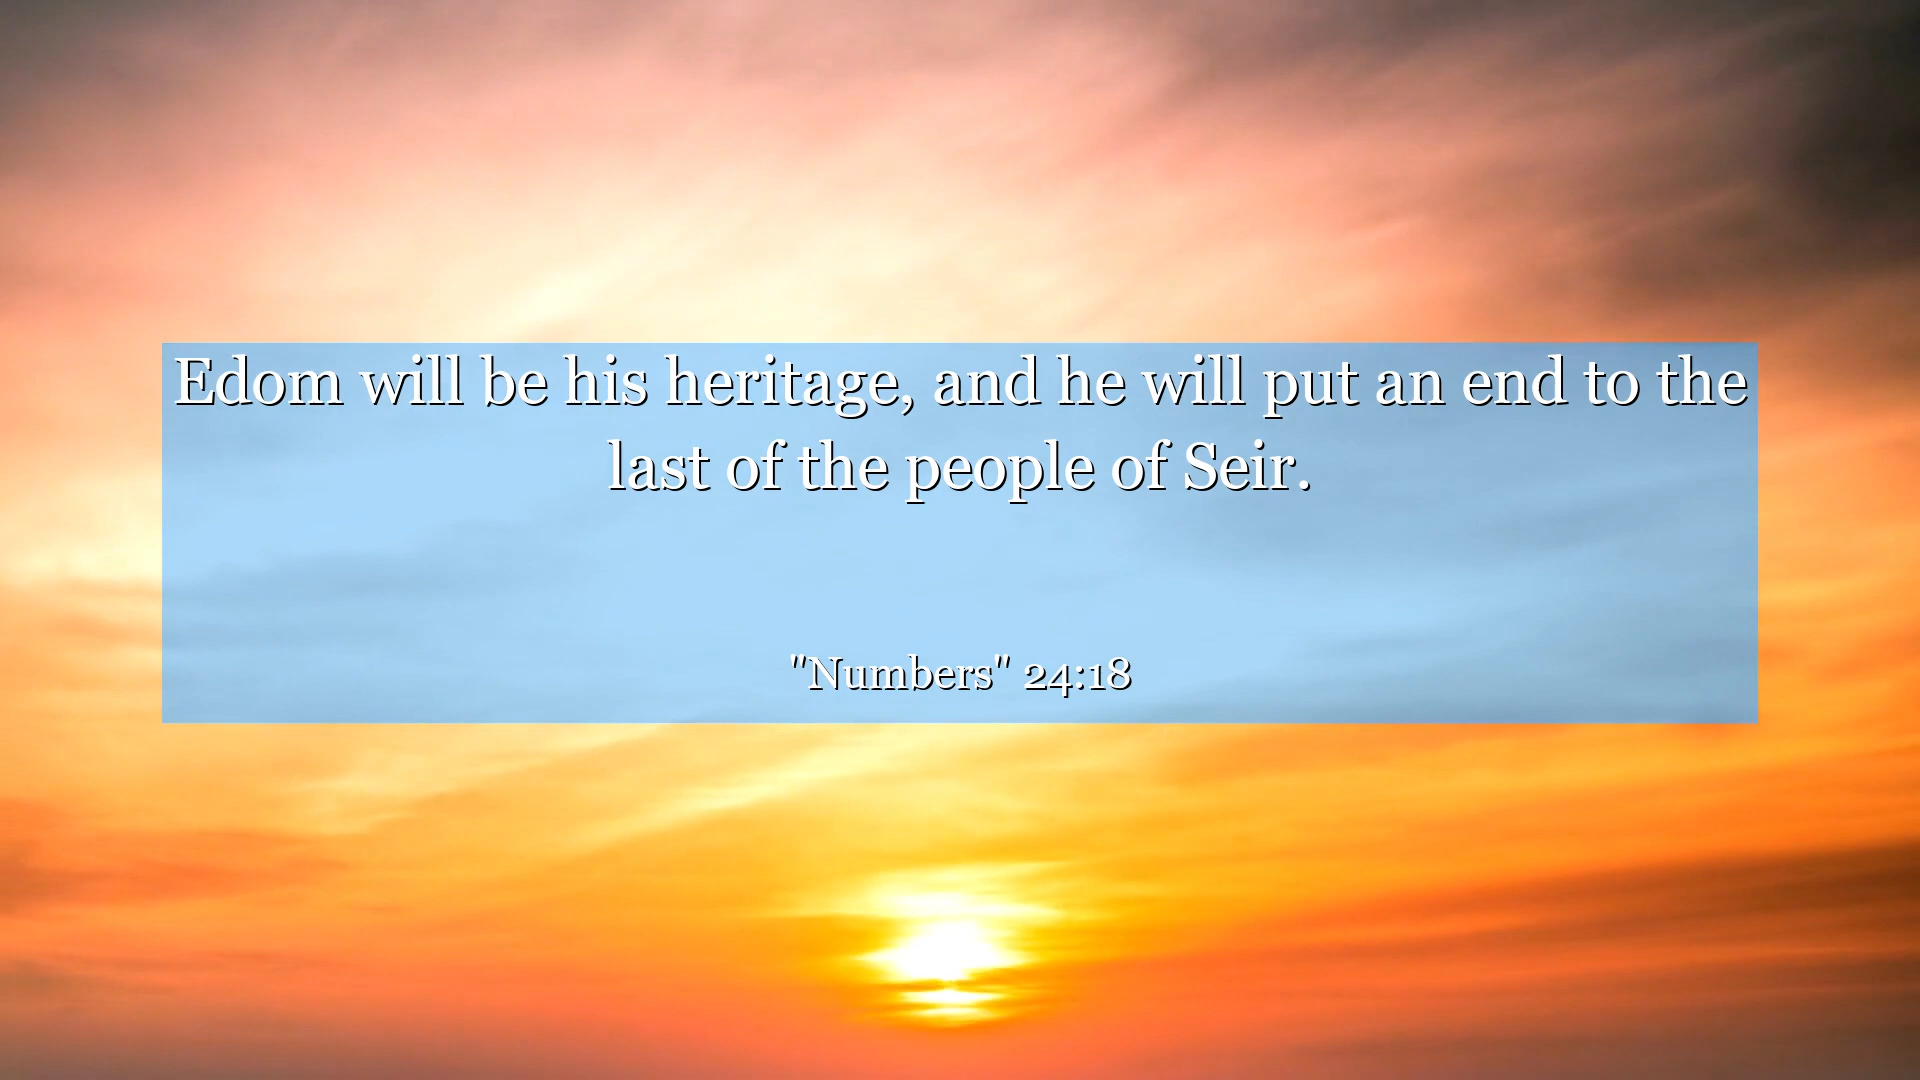 Edom will be his heritage, and he will put an end to the
last of the people of Seir.
"Numbers" 24:18